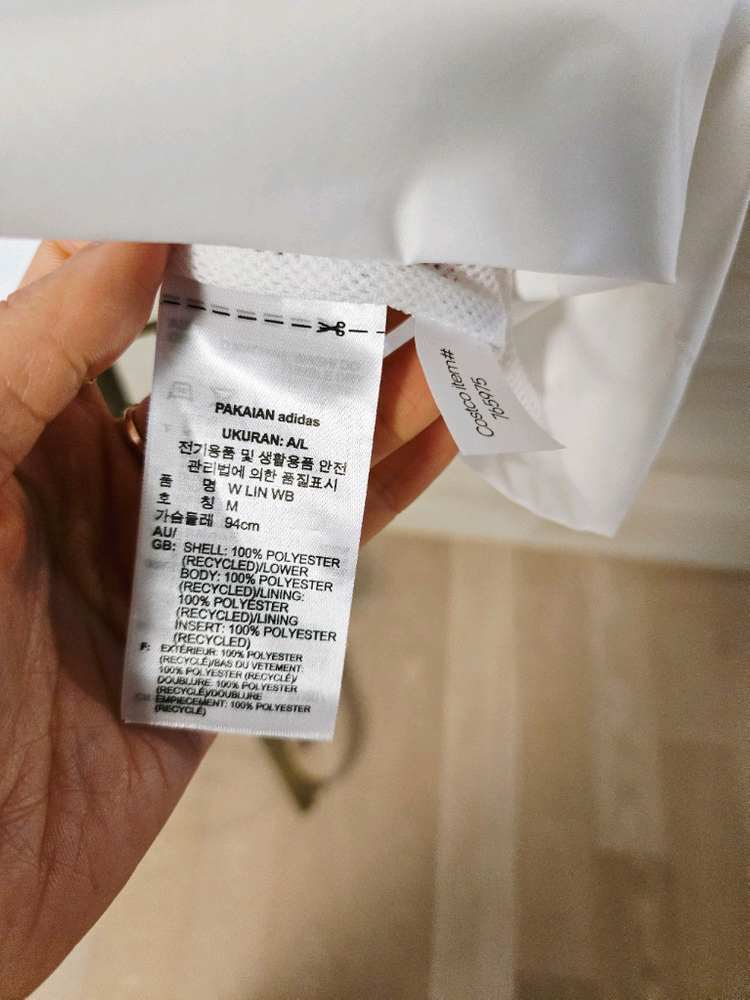 PAKAIAN adidas
UKURAN: A/L
전기용품 및 생활용품 안전
관리법에 의한 품질표시
품 명 W LIN WB
호 칭 M
가슴둘레 94cm
AU/
GB: SHELL: 100% POLYESTER
(RECYCLED)/LOWER
BODY: 100% POLYESTER
(RECYCLED)/LINING:
100% POLYESTER
(RECYCLED)/LINING
INSERT: 100% POLYESTER
(RECYCLED)
F: EXTÉRIEUR: 100% POLYESTER
(RECYCLÉ)/BAS DU VETEMENT:
100% POLYESTER (RECYCLÉ)/
DOUBLURE: 100% POLYESTER
(RECYCLÉ)/DOUBLURE
EMPIECEMENT: 100% POLYESTER
(RECYCLÉ)
Costco Item#
765975